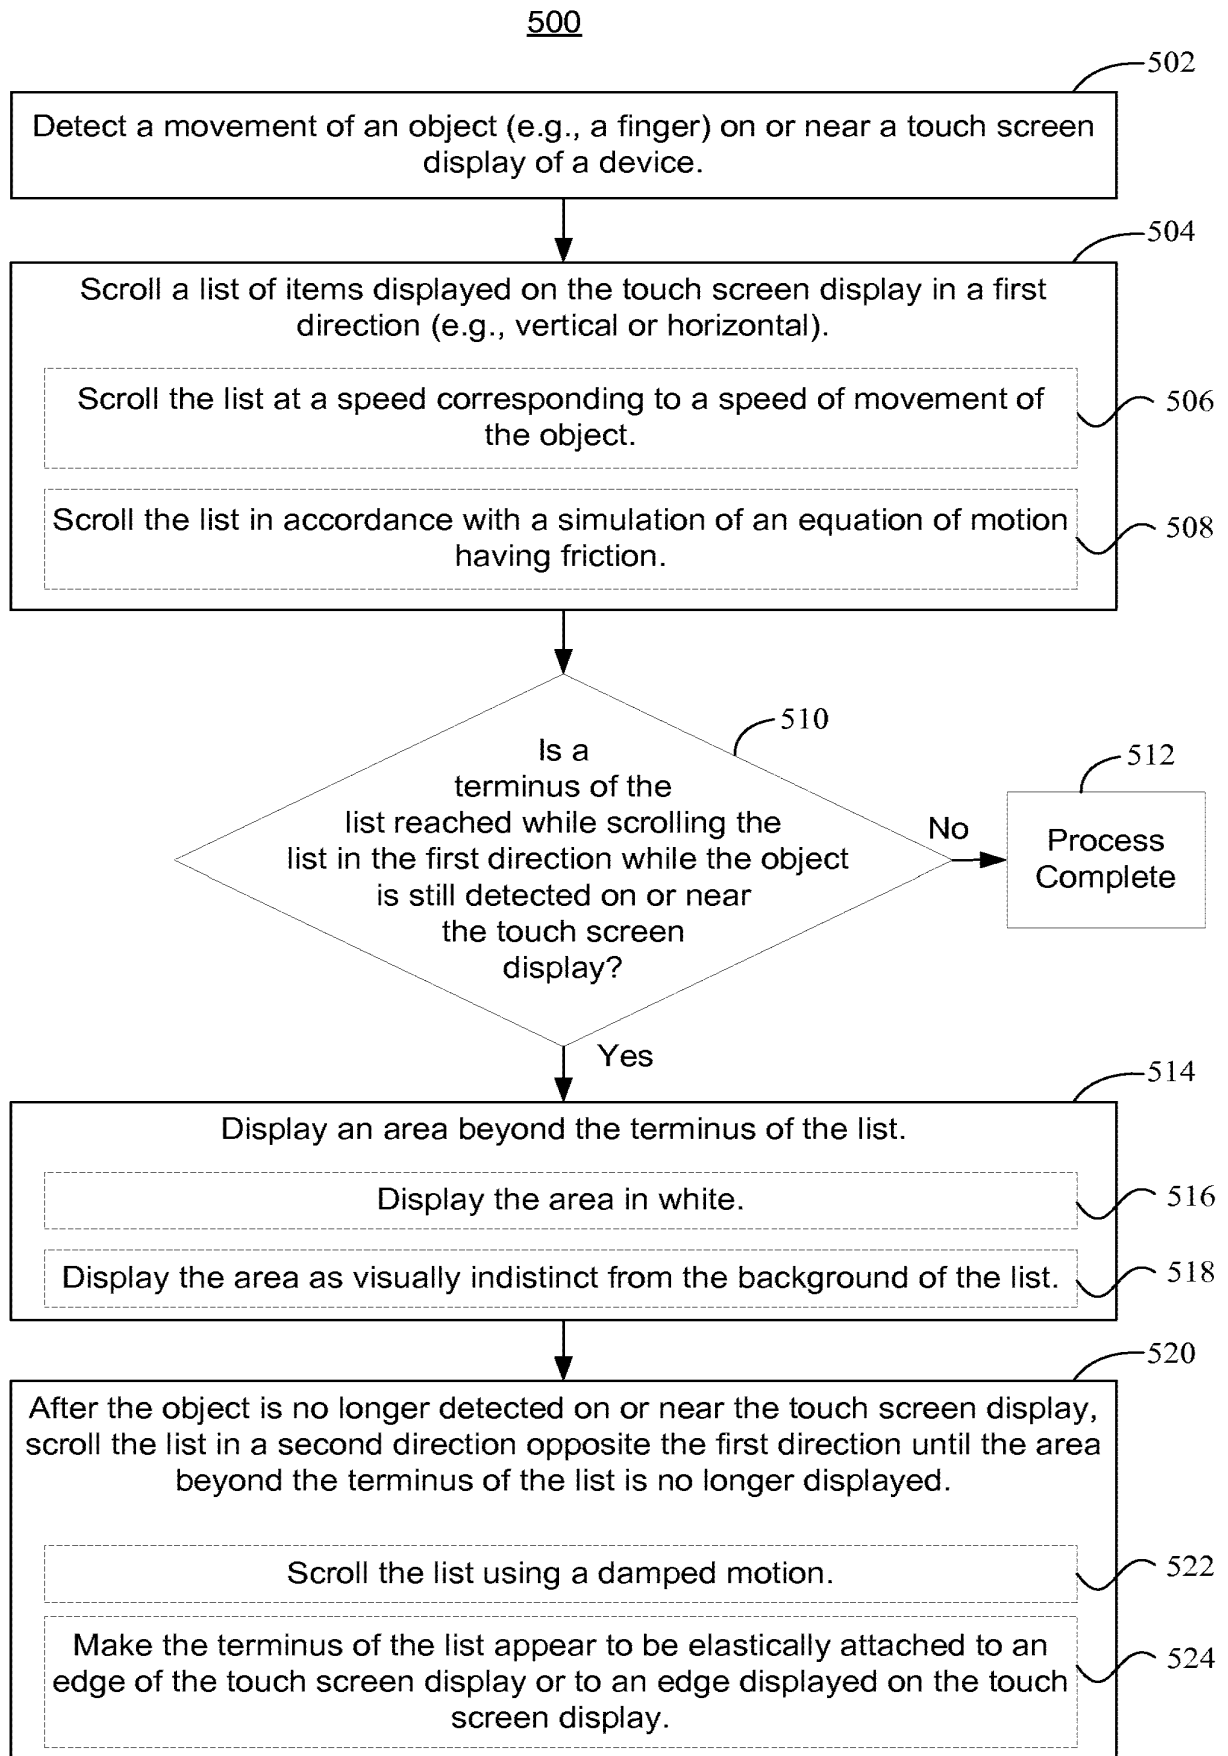 500
502
Detect a movement of an object (e.g., a finger) on or near a touch screen
display of a device.
504
Scroll a list of items displayed on the touch screen display in a first
direction (e.g., vertical or horizontal).
Scroll the list at a speed corresponding to a speed of movement of
the object.
506
Scroll the list in accordance with a simulation of an equation of motion
having friction.
508
510
Is a
terminus of the
list reached while scrolling the
list in the first direction while the object
is still detected on or near
the touch screen
display?
No
512
Process
Complete
Yes
514
Display an area beyond the terminus of the list.
Display the area in white.
516
Display the area as visually indistinct from the background of the list.
518
520
After the object is no longer detected on or near the touch screen display,
scroll the list in a second direction opposite the first direction until the area
beyond the terminus of the list is no longer displayed.
Scroll the list using a damped motion.
522
Make the terminus of the list appear to be elastically attached to an
edge of the touch screen display or to an edge displayed on the touch
screen display.
524